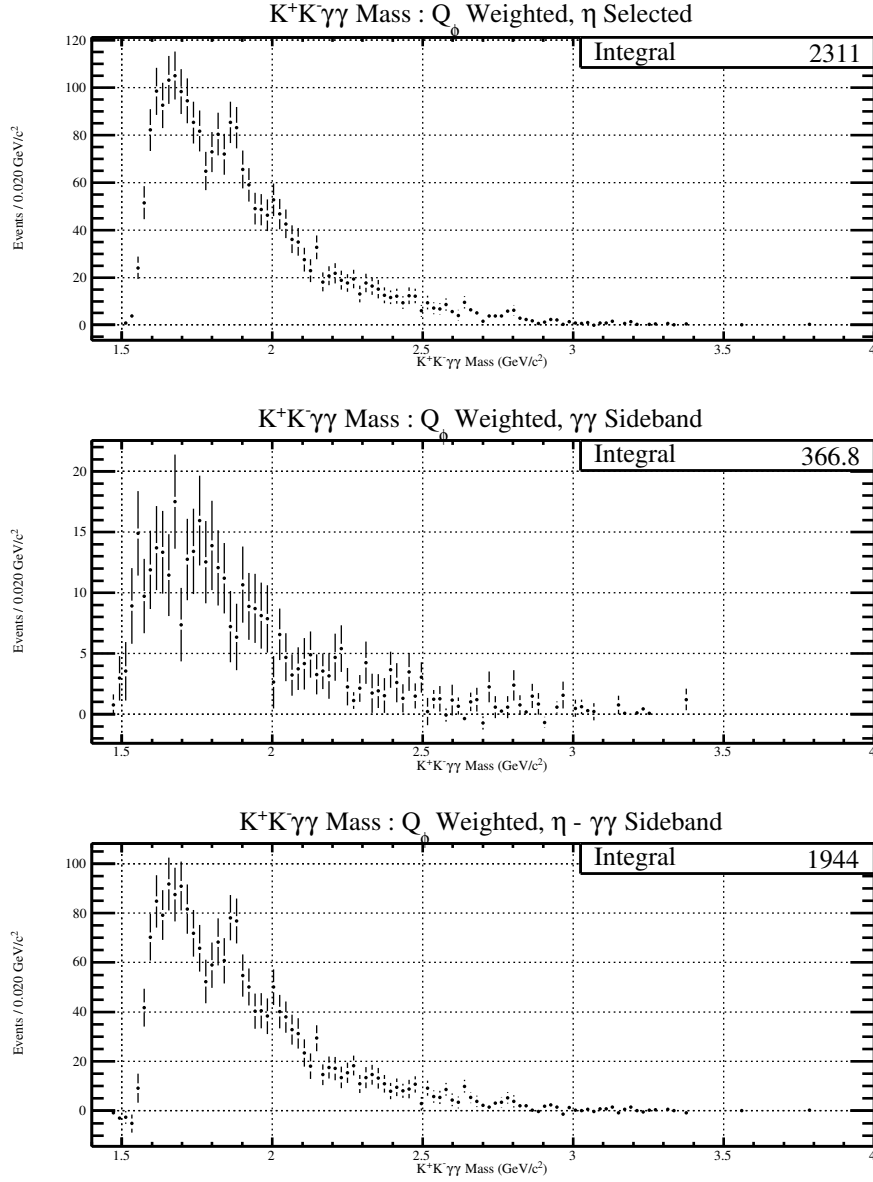 K⁺K⁻γγ Mass : Q_ϕ Weighted, η Selected
Integral 2311
120
100
80
60
40
20
0
Events / 0.020 GeV/c²
1.5 2 2.5 3 3.5 4
K⁺K⁻γγ Mass (GeV/c²)
K⁺K⁻γγ Mass : Q_ϕ Weighted, γγ Sideband
Integral 366.8
20
15
10
5
0
Events / 0.020 GeV/c²
1.5 2 2.5 3 3.5 4
K⁺K⁻γγ Mass (GeV/c²)
K⁺K⁻γγ Mass : Q_ϕ Weighted, η - γγ Sideband
Integral 1944
100
80
60
40
20
0
Events / 0.020 GeV/c²
1.5 2 2.5 3 3.5 4
K⁺K⁻γγ Mass (GeV/c²)